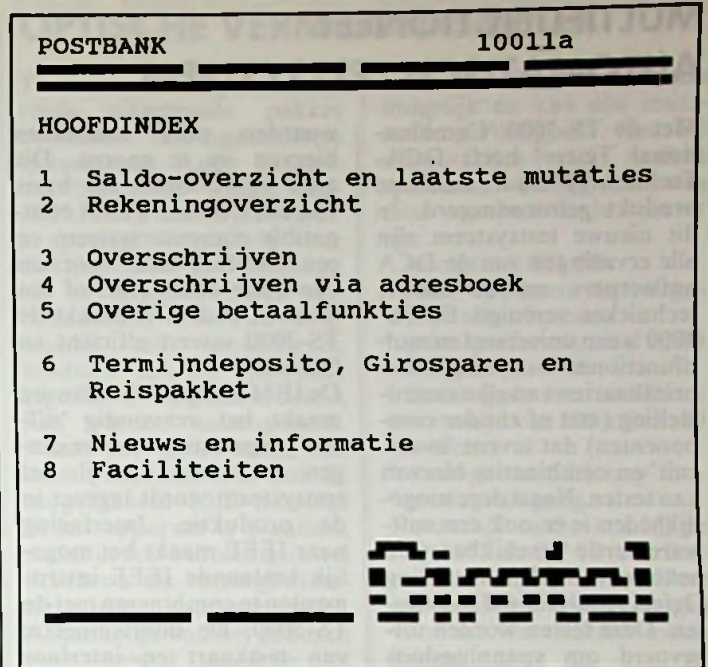 POSTBANK 10011a
HOOFDINDEX
1 Saldo-overzicht en laatste mutaties
2 Rekeningoverzicht
3 Overschrijven
4 Overschrijven via adresboek
5 Overige betaalfunkties
6 Termijndeposito, Girosparen en
Reispakket
7 Nieuws en informatie
8 Faciliteiten